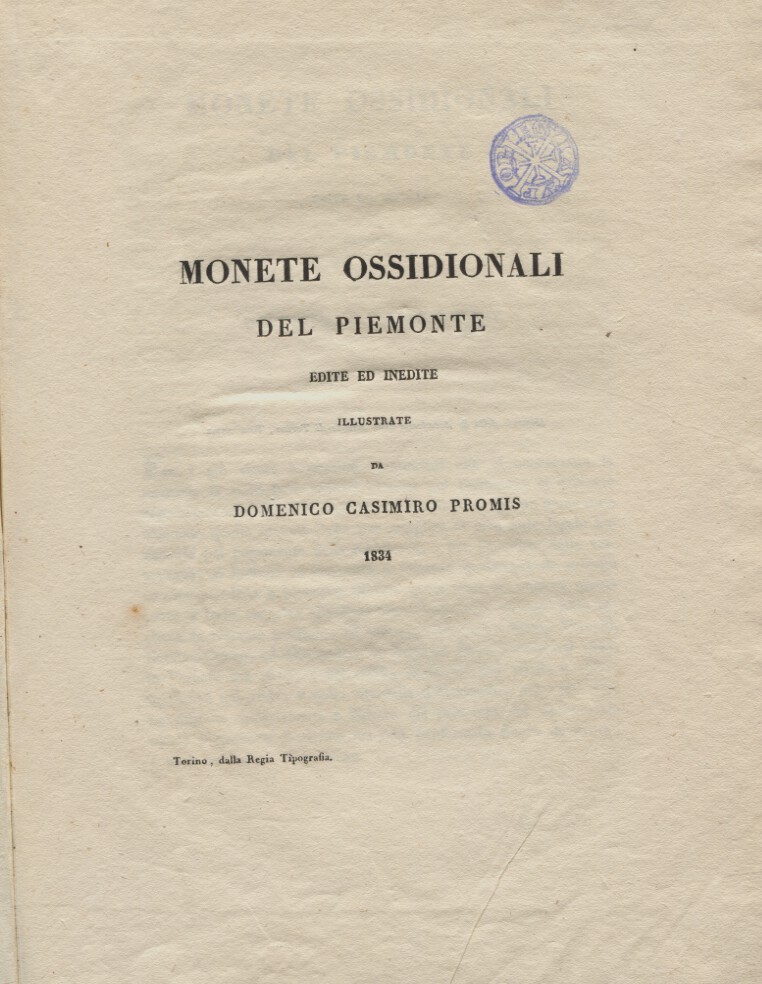 MONETE OSSIDIONALI
DEL PIEMONTE
EDITE ED INEDITE
ILLUSTRATE
DA
DOMENICO CASIMIRO PROMIS
1834
Torino, dalla Regia Tipografia.